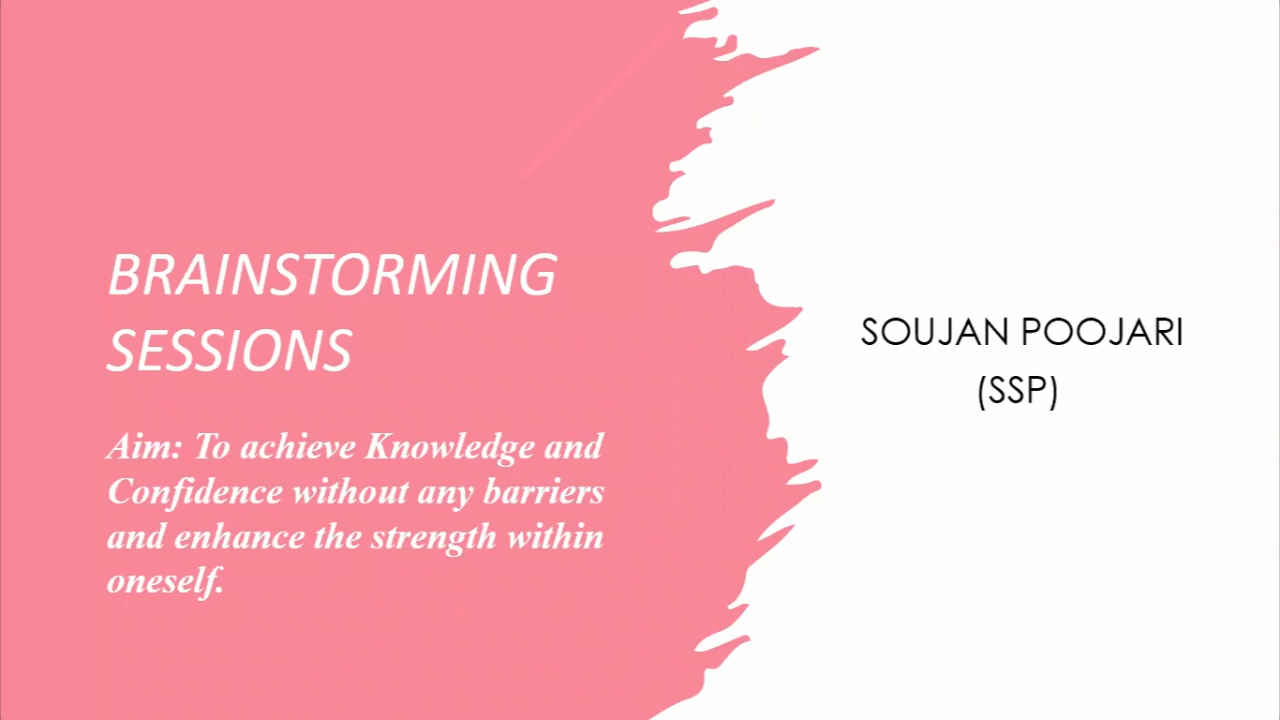 BRAINSTORMING
SESSIONS
Aim: To achieve Knowledge and
Confidence without any barriers
and enhance the strength within
oneself.
SOUJAN POOJARI
(SSP)